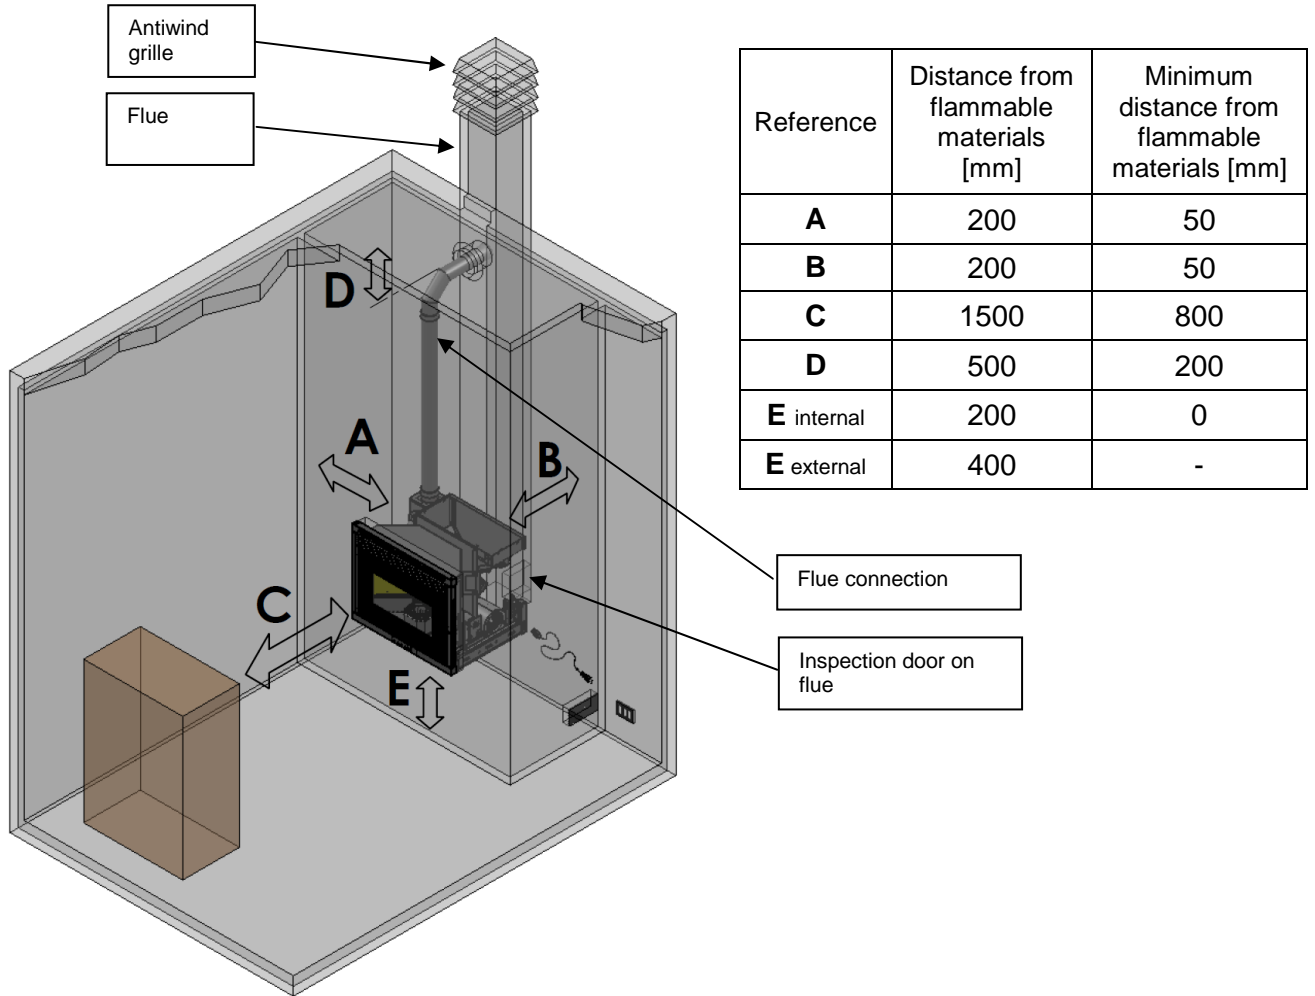 Antiwind
grille
Flue
D
A
B
C
E
Flue connection
Inspection door on
flue
Reference
Distance from
flammable
materials
[mm]
Minimum
distance from
flammable
materials [mm]
A 200 50
B 200 50
C 1500 800
D 500 200
E internal 200 0
E external 400 -